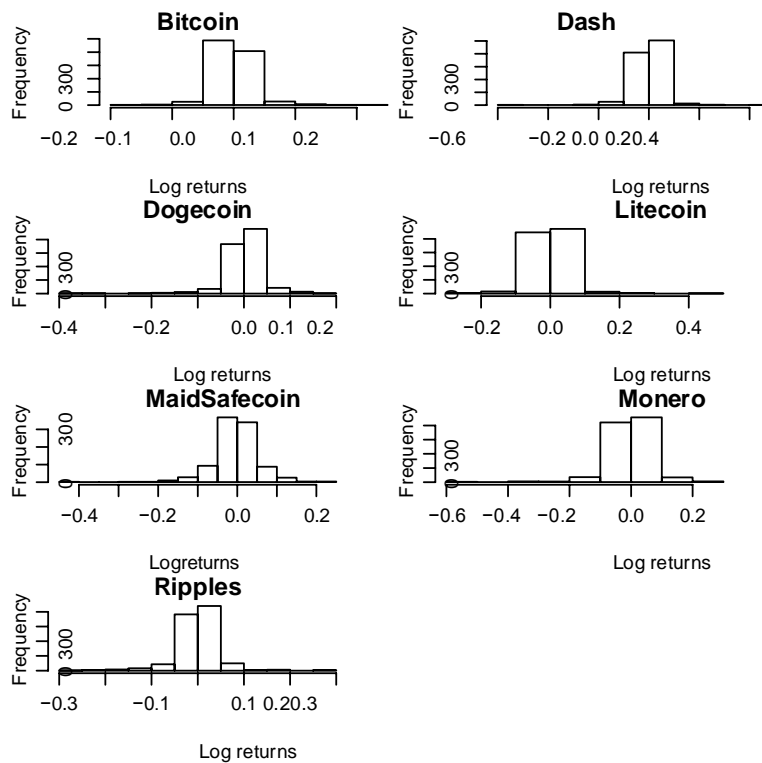 Bitcoin
Frequency
0 300
−0.2 −0.1 0.0 0.1 0.2
Log returns
Dash
Frequency
0 300
−0.6 −0.2 0.0 0.20.4
Log returns
Dogecoin
Frequency
0 300
−0.4 −0.2 0.0 0.1 0.2
Log returns
Litecoin
Frequency
0 300
−0.2 0.0 0.2 0.4
Log returns
MaidSafecoin
Frequency
0 300
−0.4 −0.2 0.0 0.2
Logreturns
Monero
Frequency
0 300
−0.6 −0.4 −0.2 0.0 0.2
Log returns
Ripples
Frequency
0 300
−0.3 −0.1 0.1 0.20.3
Log returns